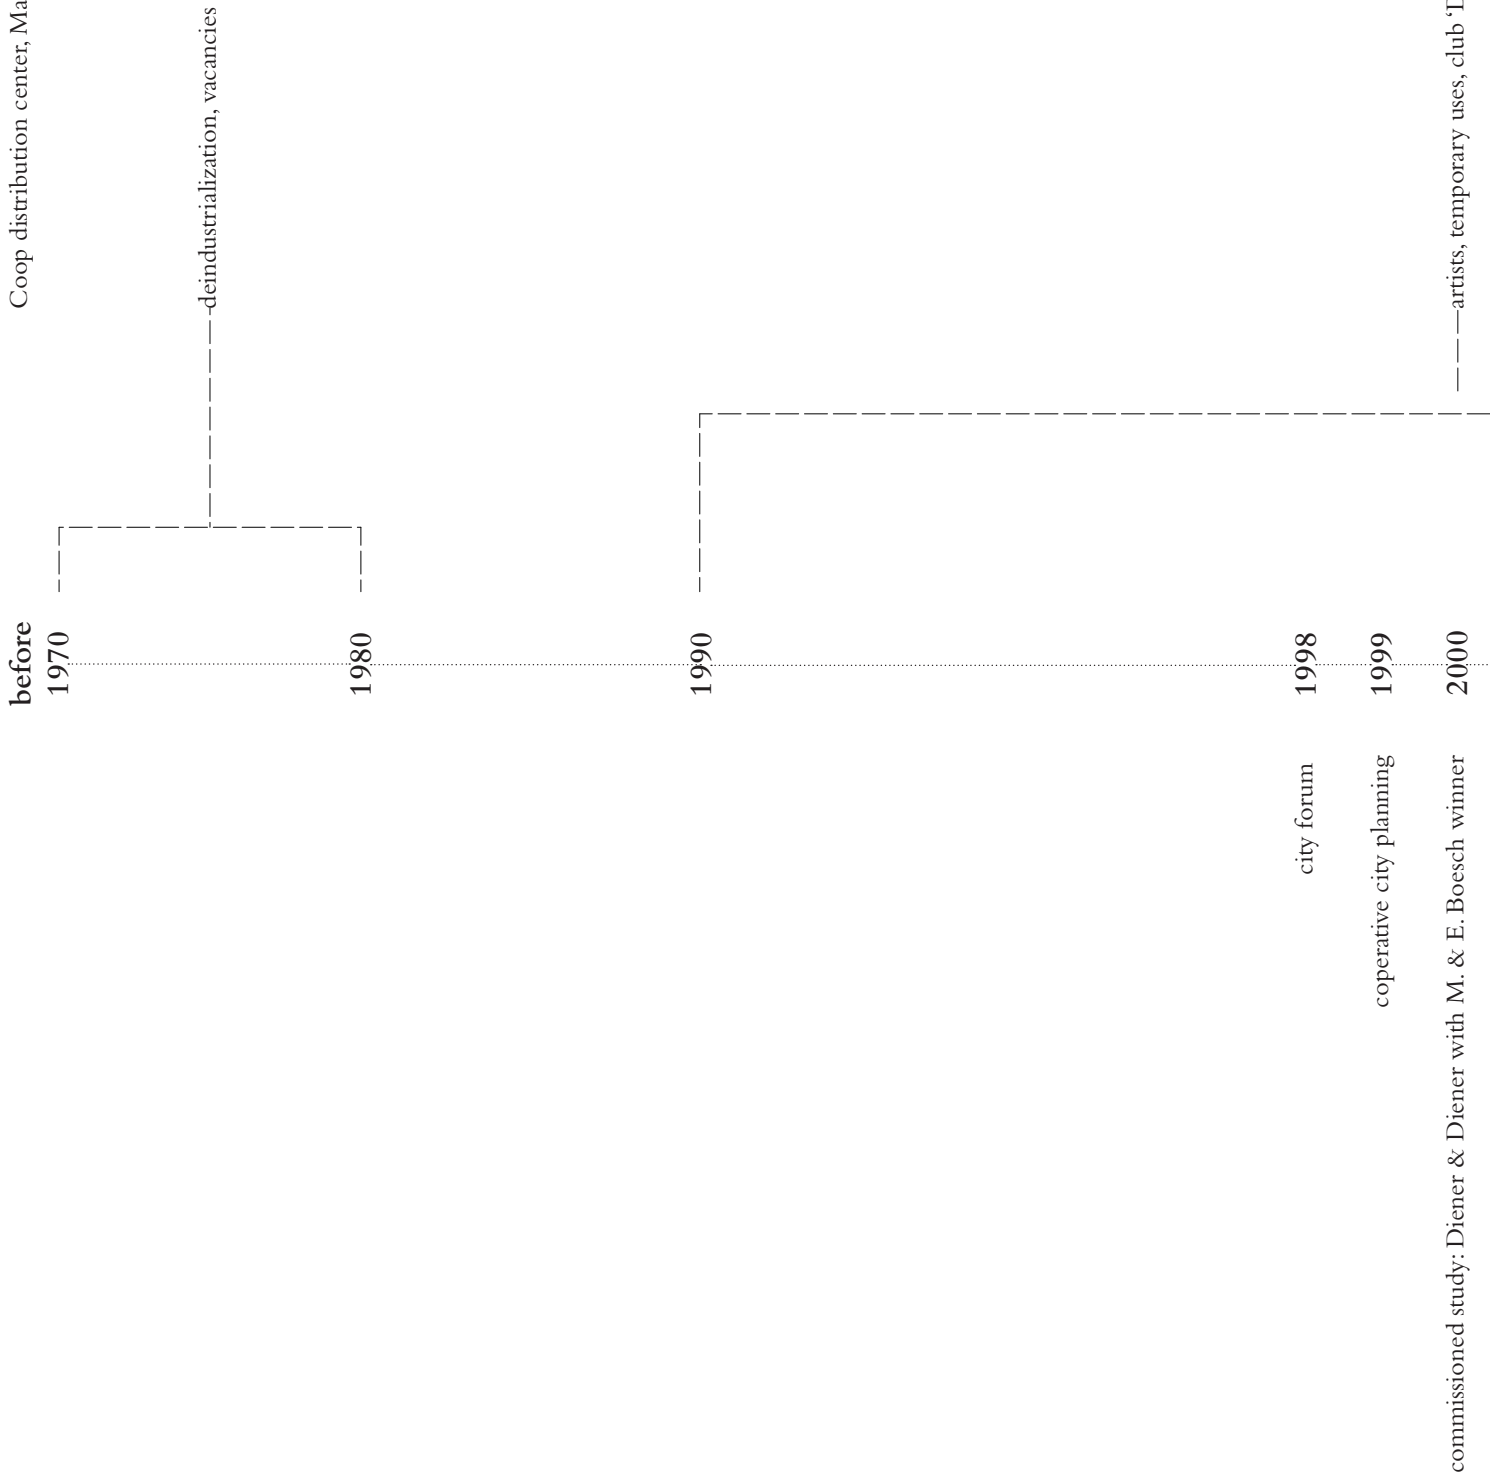 before
Coop distribution center,
1970
deindustrialization, vacancies
1980
1990
1998
city forum
1999
coperative city planning
2000
artists, temporary uses, club
commissioned study: Diener & Diener with M. & E. Boesch winner